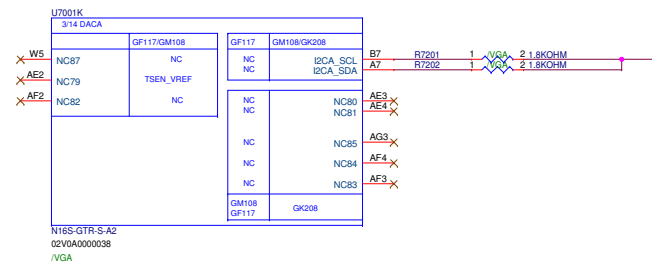 U7001K
3/14 DACA
GF117/GM108 GF117 GM108/GK208
W5 NC87 NC NC I2CA_SCL B7 R7201 1 /VGA 2 1.8KOHM
NC I2CA_SDA A7 R7202 1 /VGA 2 1.8KOHM
AE2 NC79 TSEN_VREF
AF2 NC82 NC NC NC80 AE3
NC NC81 AE4
NC NC85 AG3
NC NC84 AF4
NC NC83 AF3
GM108
GF117 GK208
N16S-GTR-S-A2
02V0A0000038
/VGA